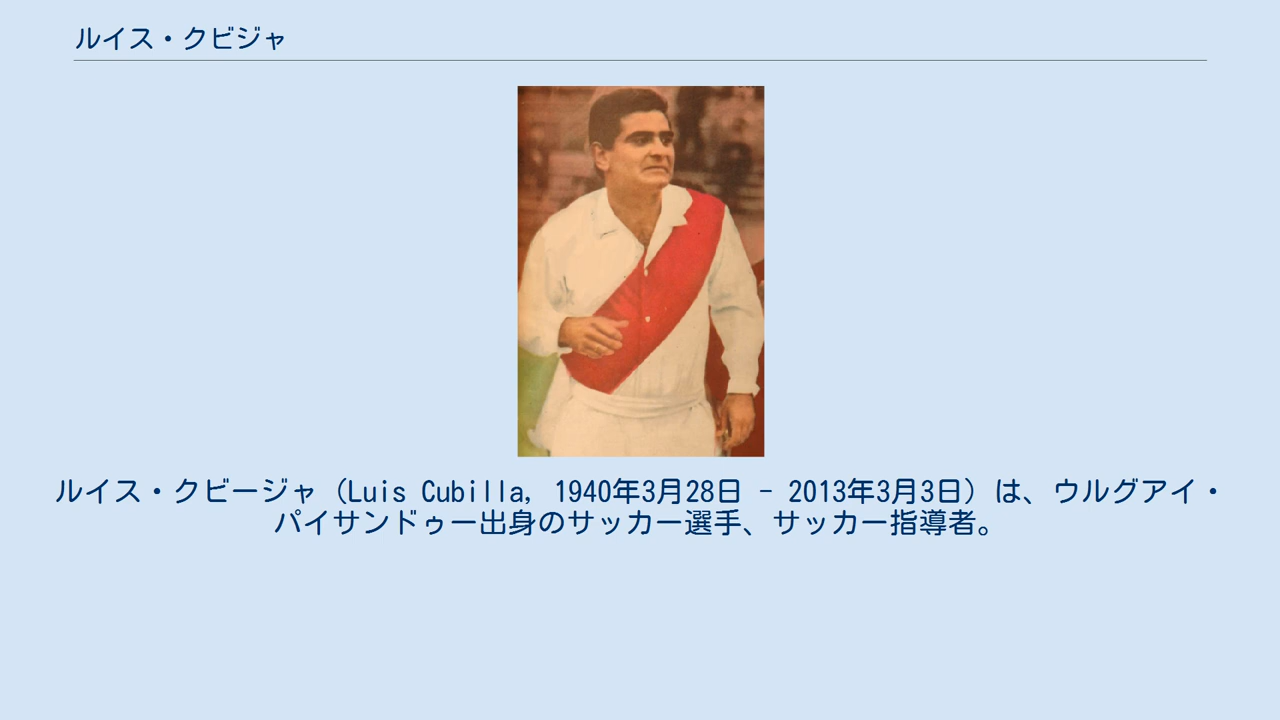 ルイス・クビジャ
ルイス・クビージャ（Luis Cubilla, 1940年3月28日 - 2013年3月3日）は、ウルグアイ・
パイサンドゥー出身のサッカー選手、サッカー指導者。